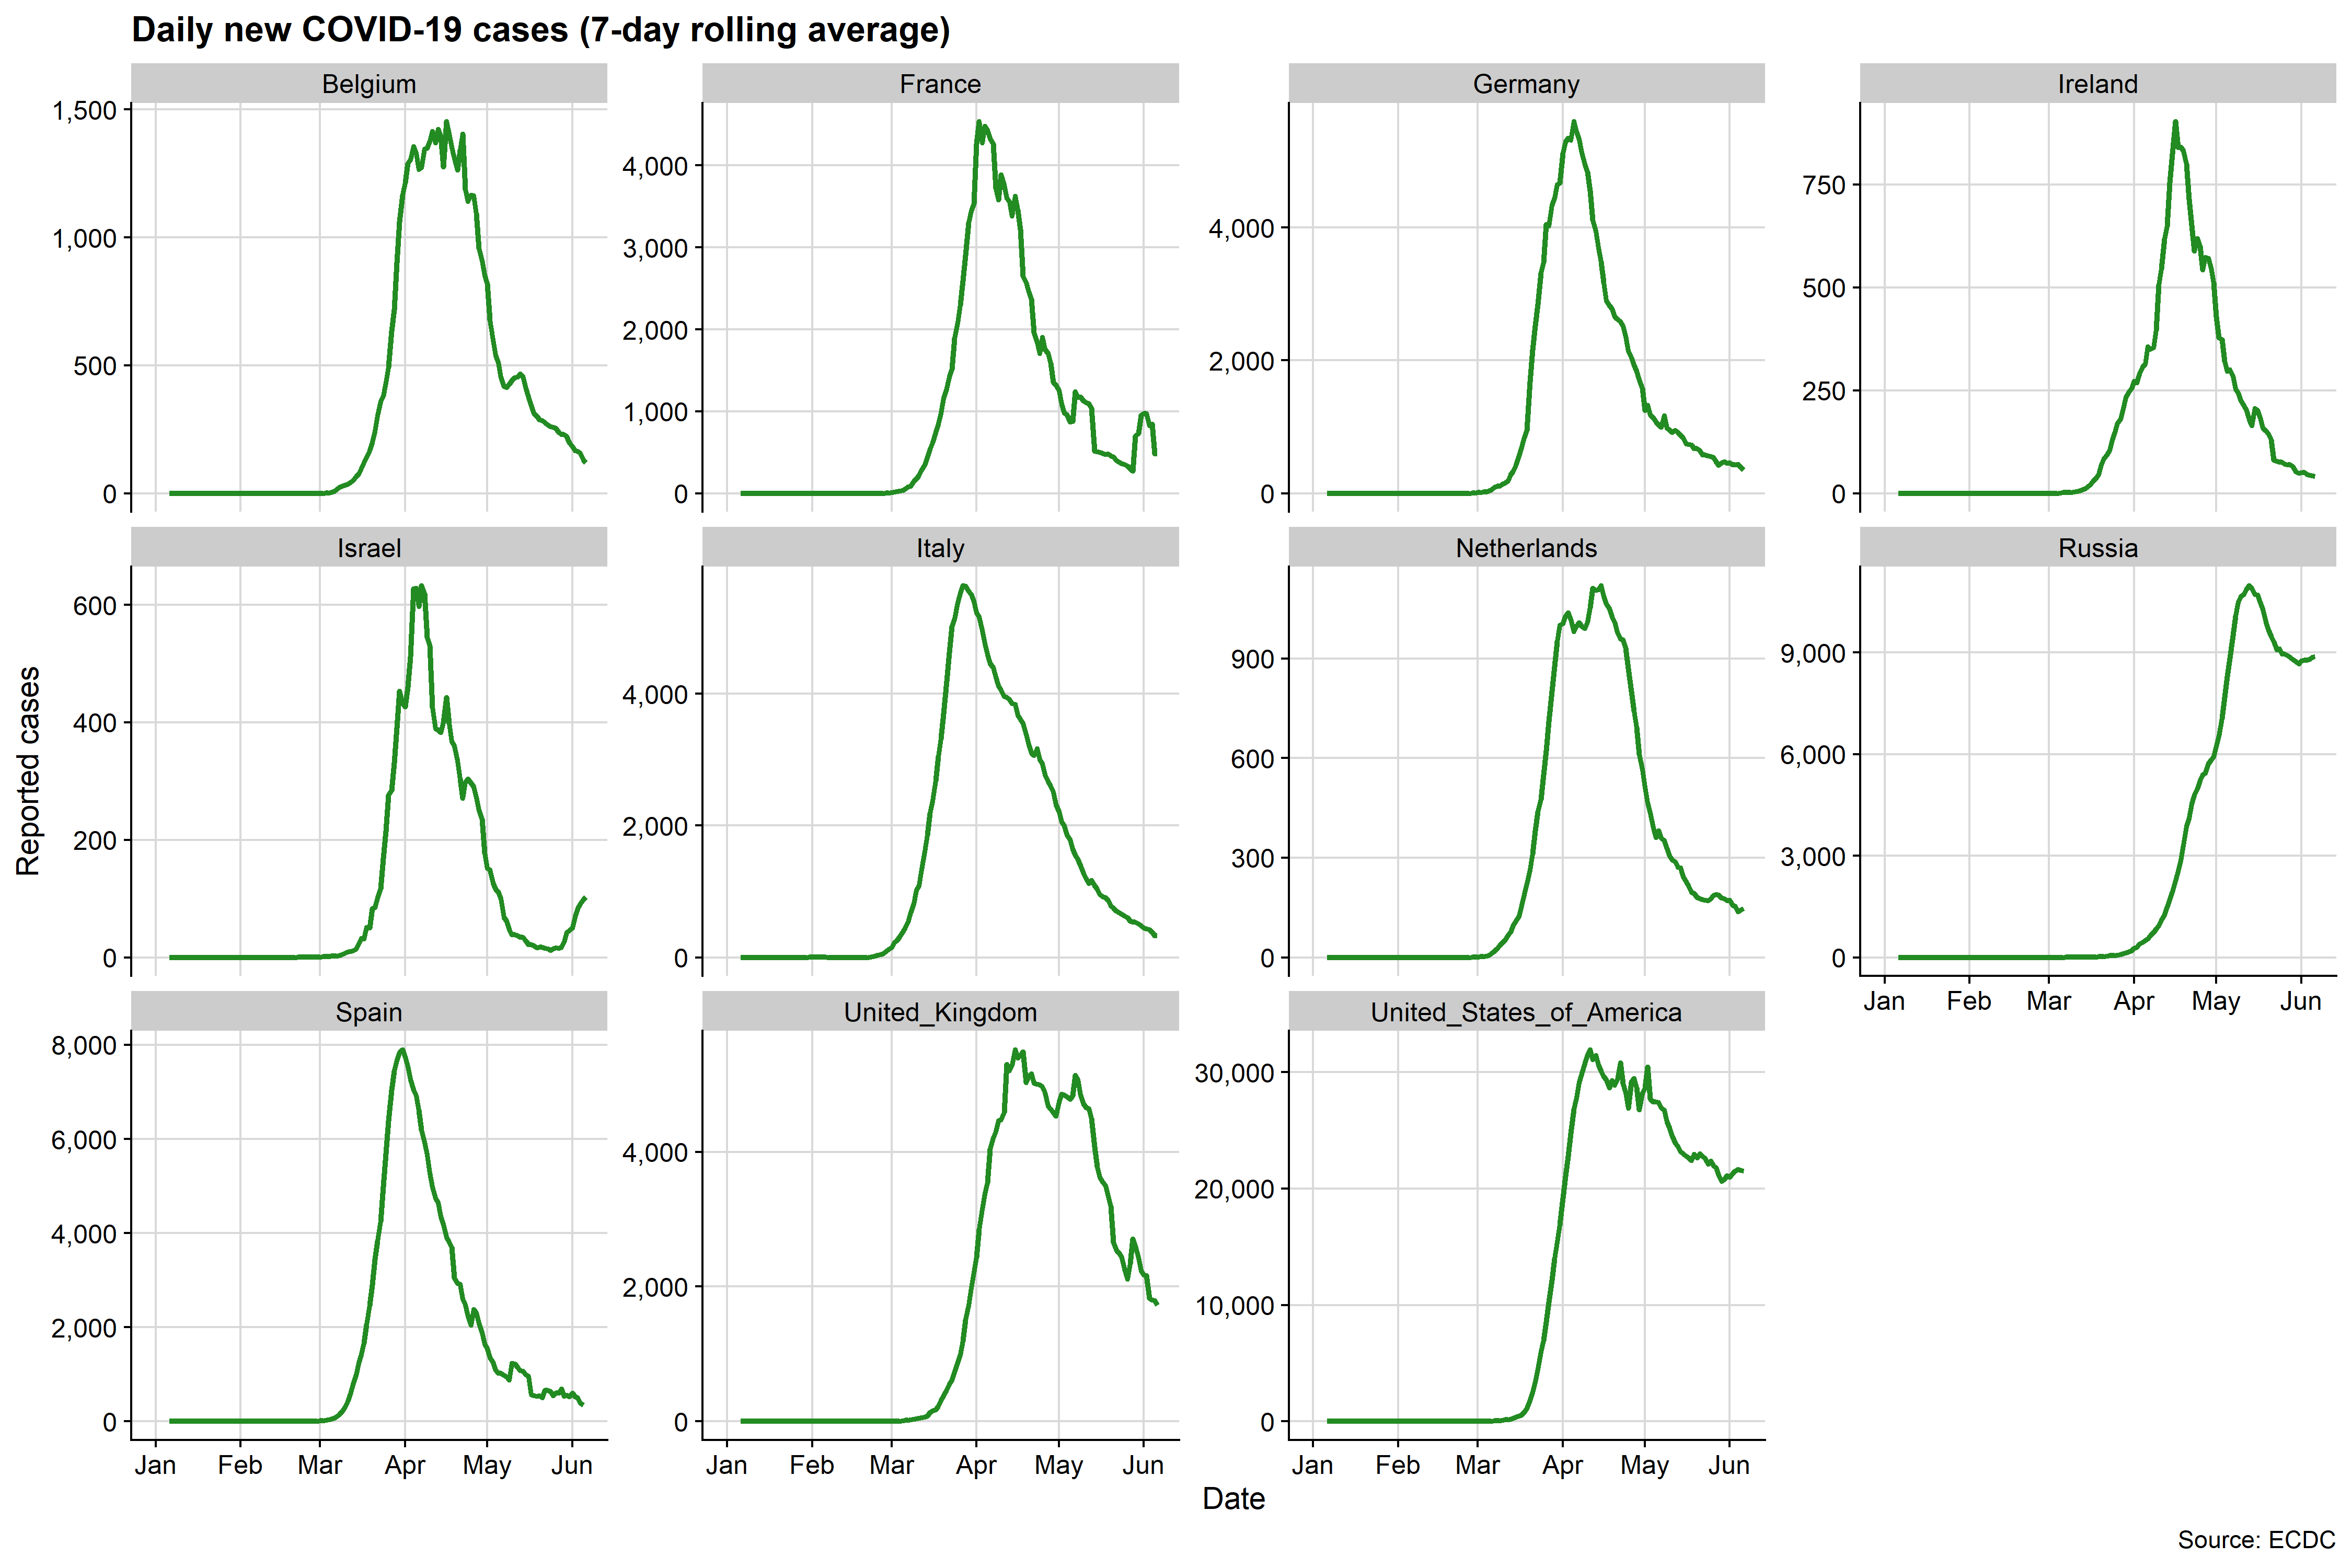 Daily new COVID-19 cases (7-day rolling average)
Belgium
France
Germany
Ireland
1,500
1,000
500
0
4,000
3,000
2,000
1,000
0
4,000
2,000
0
750
500
250
0
Israel
Italy
Netherlands
Russia
600
400
200
0
4,000
2,000
0
900
600
300
0
9,000
6,000
3,000
0
Jan Feb Mar Apr May Jun
Reported cases
Spain
United_Kingdom
United_States_of_America
8,000
6,000
4,000
2,000
0
4,000
2,000
0
30,000
20,000
10,000
0
Jan Feb Mar Apr May Jun
Jan Feb Mar Apr May Jun
Jan Feb Mar Apr May Jun
Date
Source: ECDC